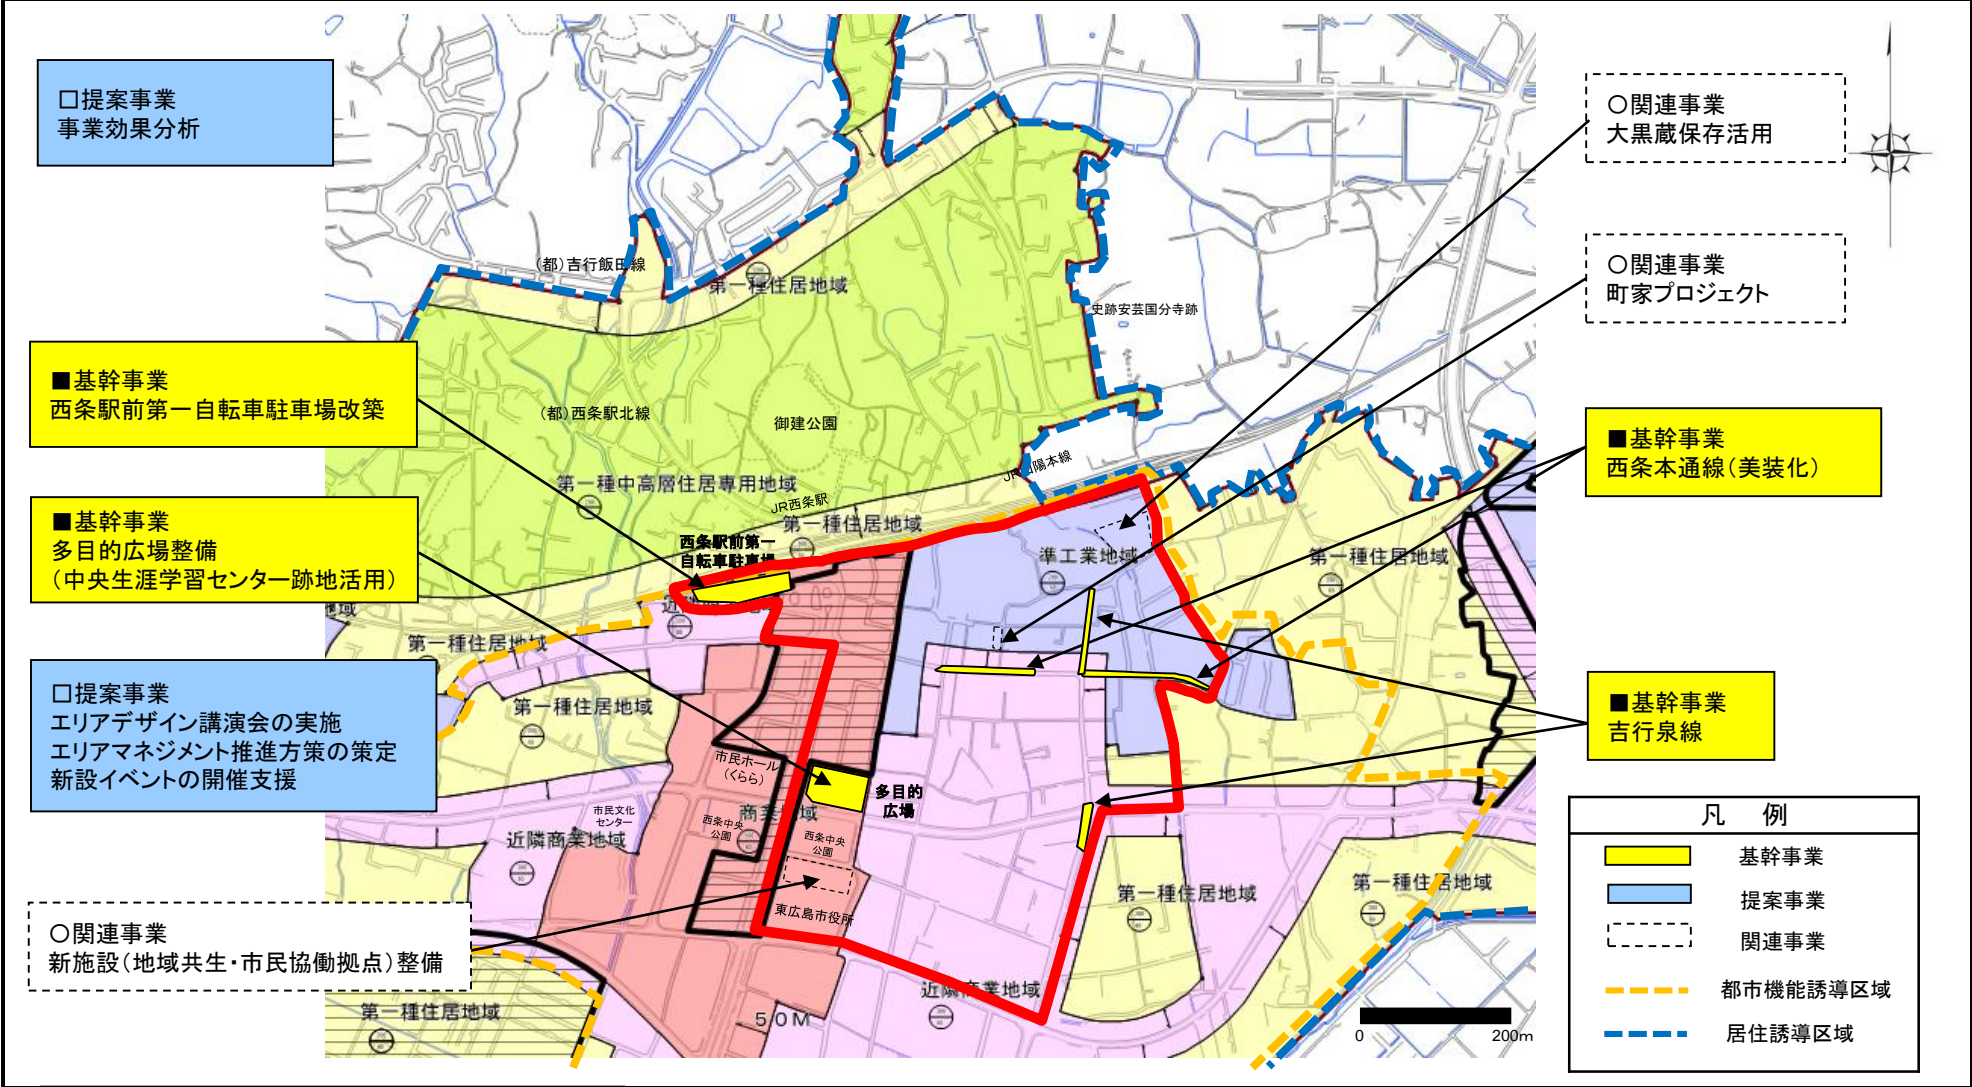 □提案事業
事業効果分析
■基幹事業
西条駅前第一自転車駐車場改築
■基幹事業
多目的広場整備
（中央生涯学習センター跡地活用）
□提案事業
エリアデザイン講演会の実施
エリアマネジメント推進方策の策定
新設イベントの開催支援
○関連事業
新施設（地域共生・市民協働拠点）整備
(都)吉行飯田線
第一種住居地域
史跡安芸国分寺跡
(都)西条駅北線
御建公園
第一種中高層住居専用地域
JR西条駅
第一種住居地域
西条駅前第一
自転車駐車場
準工業地域
第一種住居地域
第一種住居地域
第一種住居地域
市民ホール
(くらら)
多目的
広場
商業地域
市民文化
センター
西条中央
公園
西条中央
公園
近隣商業地域
東広島市役所
第一種住居地域
第一種住居地域
近隣商業地域
第一種住居地域
50M
○関連事業
大黒蔵保存活用
○関連事業
町家プロジェクト
■基幹事業
西条本通線（美装化）
■基幹事業
吉行泉線
凡　例
基幹事業
提案事業
関連事業
都市機能誘導区域
居住誘導区域
0
200m